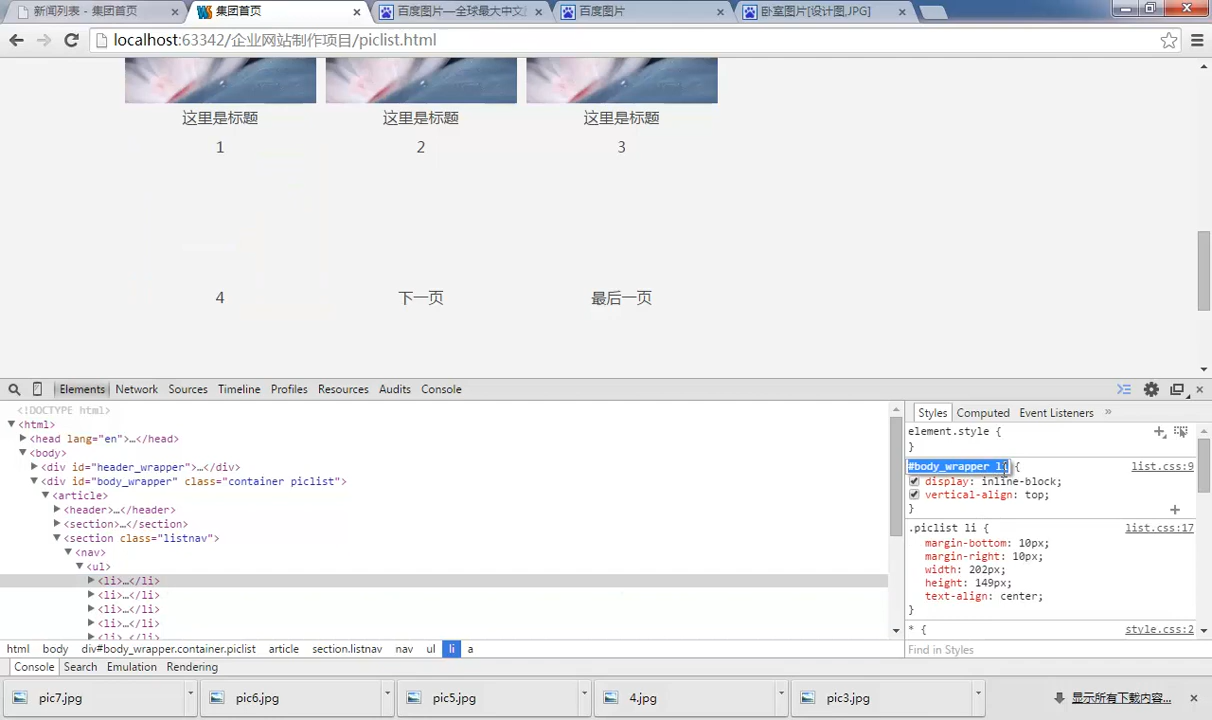 新闻列表 - 集团首页
集团首页
百度图片—全球最大中文
百度图片
卧室图片[设计图.JPG]
localhost:63342/企业网站制作项目/piclist.html
这里是标题 这里是标题 这里是标题
1 2 3
4 下一页 最后一页
Elements Network Sources Timeline Profiles Resources Audits Console
<!DOCTYPE html>
<html>
<head lang="en">…</head>
<body>
<div id="header_wrapper">…</div>
<div id="body_wrapper" class="container piclist">
<article>
<header>…</header>
<section>…</section>
<section class="listnav">
<nav>
<ul>
<li>…</li>
<li>…</li>
<li>…</li>
<li>…</li>
<li>…</li>
html body div#body_wrapper.container.piclist article section.listnav nav ul li a
Styles Computed Event Listeners »
element.style {
}
#body_wrapper li { list.css:9
display: inline-block;
vertical-align: top;
}
.piclist li { list.css:17
margin-bottom: 10px;
margin-right: 10px;
width: 202px;
height: 149px;
text-align: center;
}
* { style.css:2
Find in Styles
Console Search Emulation Rendering
pic7.jpg pic6.jpg pic5.jpg 4.jpg pic3.jpg 显示所有下载内容...